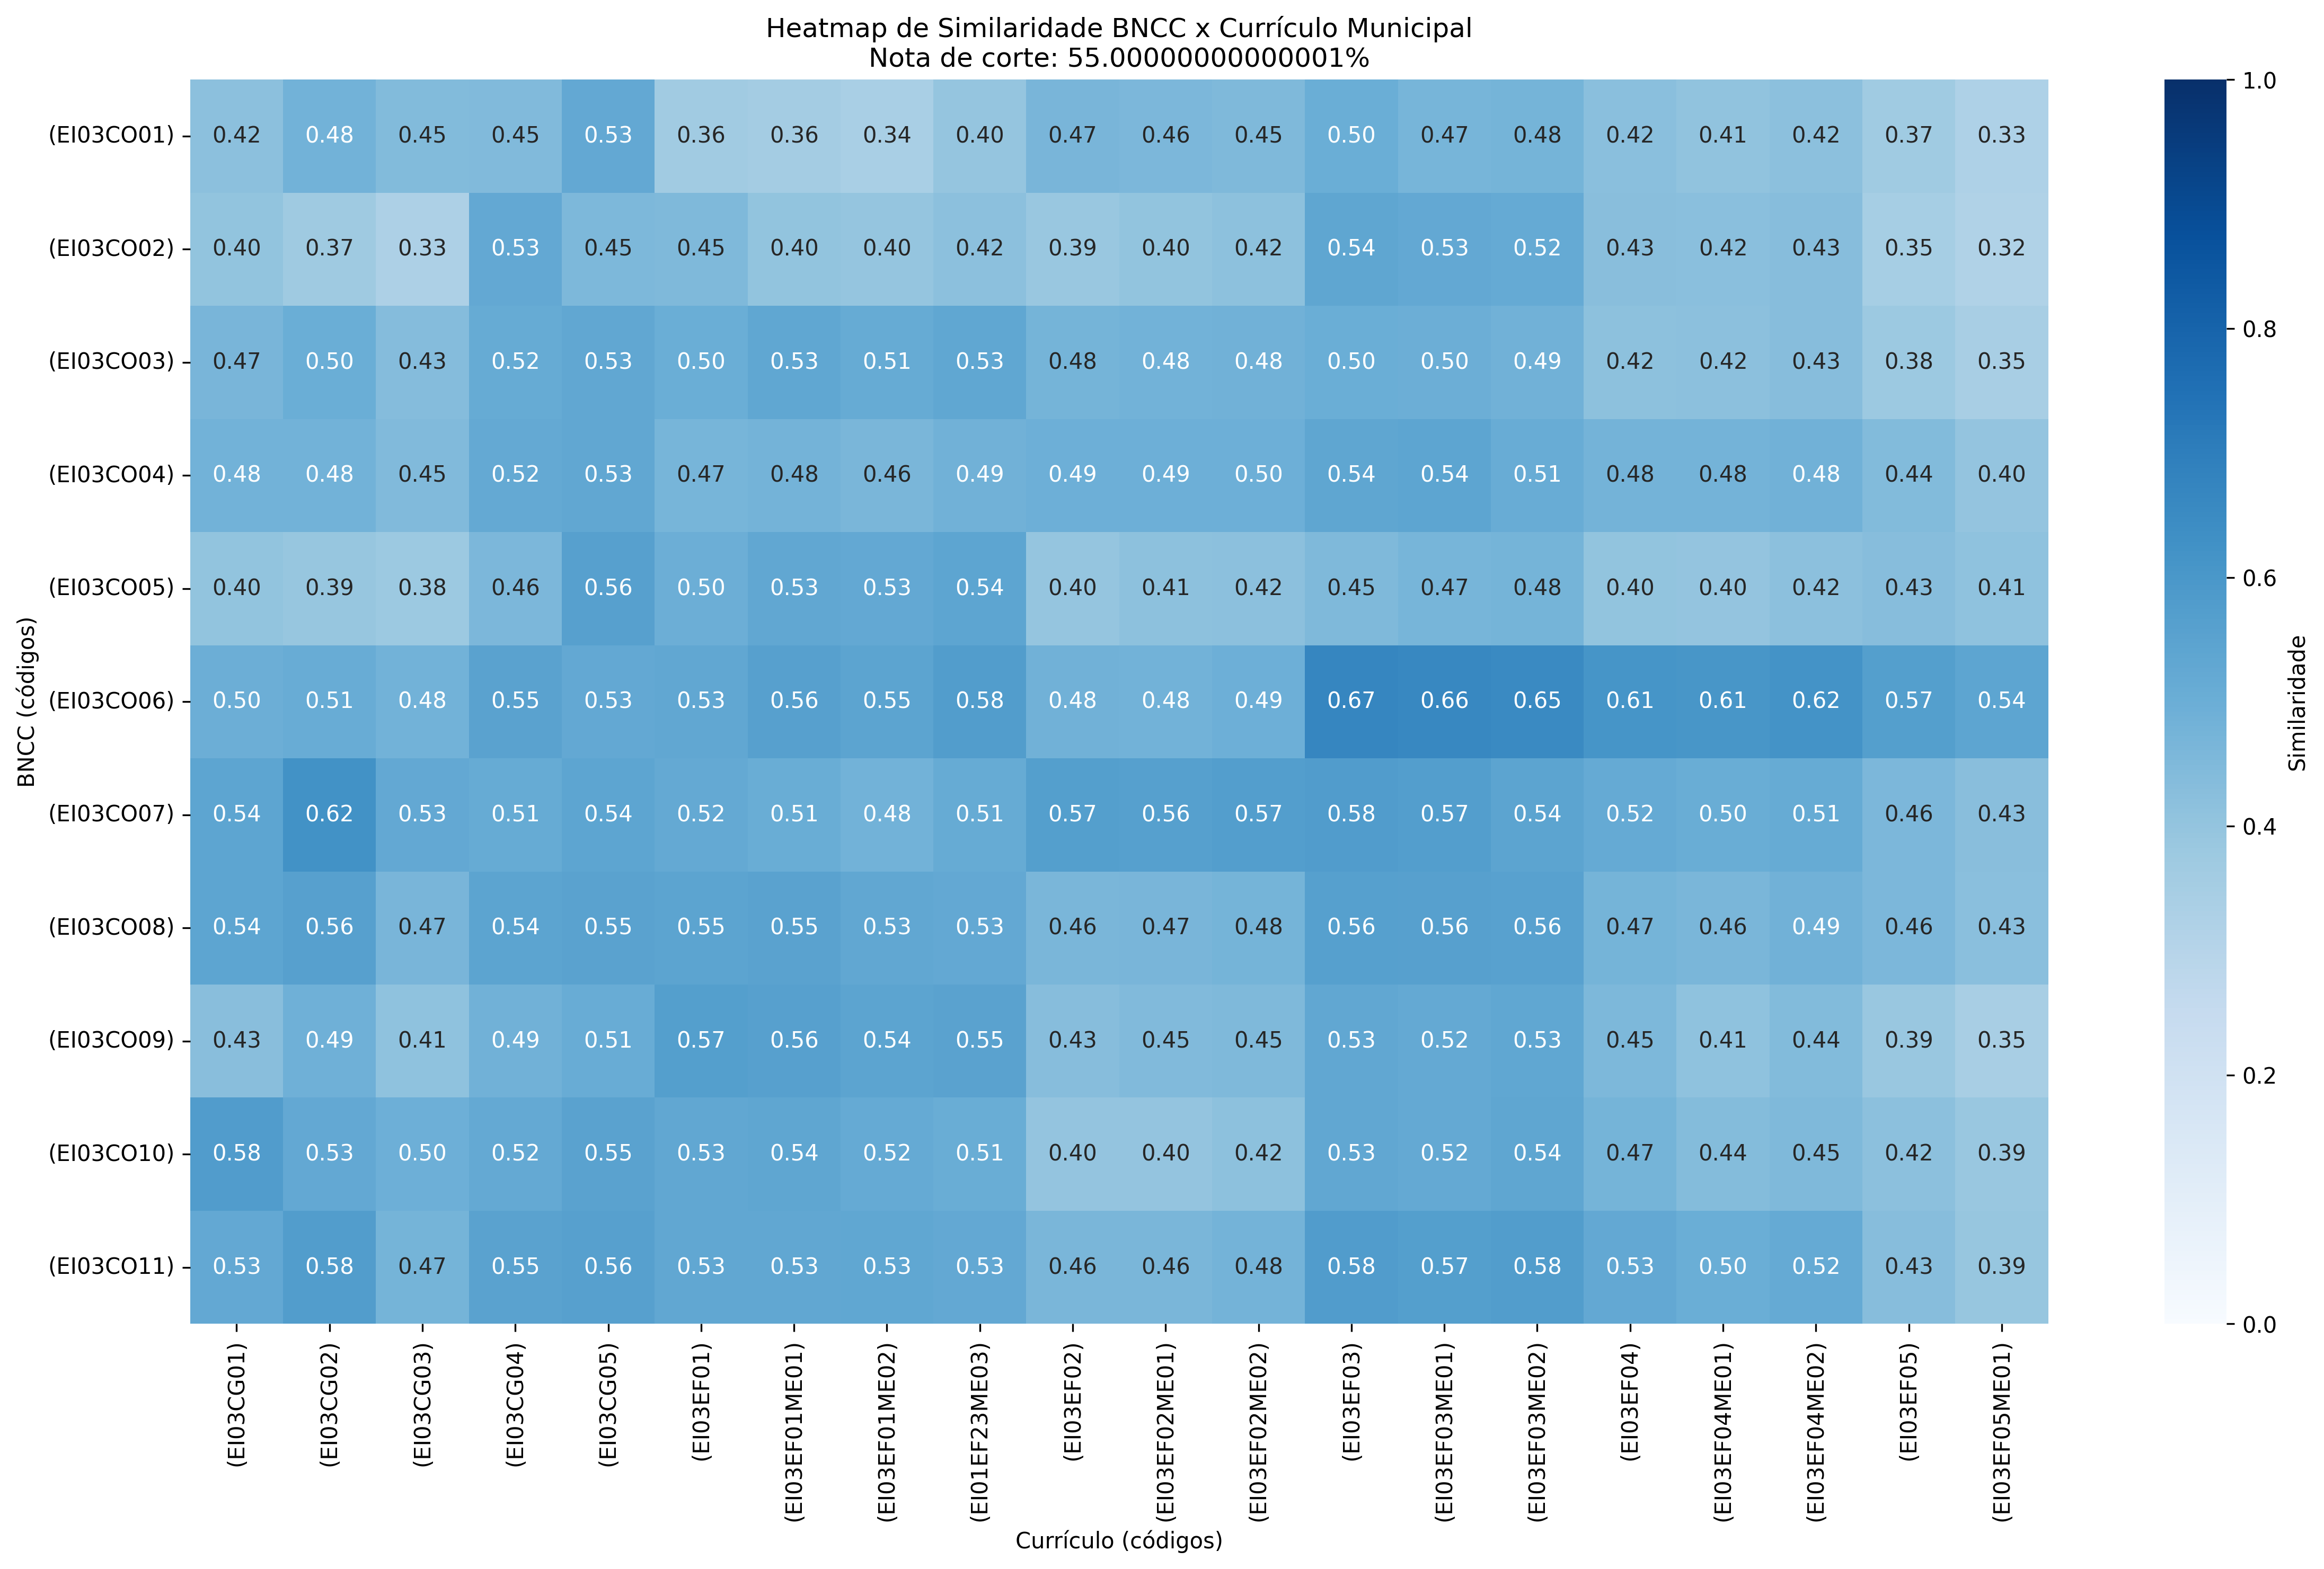 Heatmap de Similaridade BNCC x Currículo Municipal
Nota de corte: 55.00000000000001%
(EI03CO01) 0.42 0.48 0.45 0.45 0.53 0.36 0.36 0.34 0.40 0.47 0.46 0.45 0.50 0.47 0.48 0.42 0.41 0.42 0.37 0.33
(EI03CO02) 0.40 0.37 0.33 0.53 0.45 0.45 0.40 0.40 0.42 0.39 0.40 0.42 0.54 0.53 0.52 0.43 0.42 0.43 0.35 0.32
(EI03CO03) 0.47 0.50 0.43 0.52 0.53 0.50 0.53 0.51 0.53 0.48 0.48 0.48 0.50 0.50 0.49 0.42 0.42 0.43 0.38 0.35
(EI03CO04) 0.48 0.48 0.45 0.52 0.53 0.47 0.48 0.46 0.49 0.49 0.49 0.50 0.54 0.54 0.51 0.48 0.48 0.48 0.44 0.40
(EI03CO05) 0.40 0.39 0.38 0.46 0.56 0.50 0.53 0.53 0.54 0.40 0.41 0.42 0.45 0.47 0.48 0.40 0.40 0.42 0.43 0.41
(EI03CO06) 0.50 0.51 0.48 0.55 0.53 0.53 0.56 0.55 0.58 0.48 0.48 0.49 0.67 0.66 0.65 0.61 0.61 0.62 0.57 0.54
(EI03CO07) 0.54 0.62 0.53 0.51 0.54 0.52 0.51 0.48 0.51 0.57 0.56 0.57 0.58 0.57 0.54 0.52 0.50 0.51 0.46 0.43
(EI03CO08) 0.54 0.56 0.47 0.54 0.55 0.55 0.55 0.53 0.53 0.46 0.47 0.48 0.56 0.56 0.56 0.47 0.46 0.49 0.46 0.43
(EI03CO09) 0.43 0.49 0.41 0.49 0.51 0.57 0.56 0.54 0.55 0.43 0.45 0.45 0.53 0.52 0.53 0.45 0.41 0.44 0.39 0.35
(EI03CO10) 0.58 0.53 0.50 0.52 0.55 0.53 0.54 0.52 0.51 0.40 0.40 0.42 0.53 0.52 0.54 0.47 0.44 0.45 0.42 0.39
(EI03CO11) 0.53 0.58 0.47 0.55 0.56 0.53 0.53 0.53 0.53 0.46 0.46 0.48 0.58 0.57 0.58 0.53 0.50 0.52 0.43 0.39
BNCC (códigos)
(EI03CG01)
(EI03CG02)
(EI03CG03)
(EI03CG04)
(EI03CG05)
(EI03EF01)
(EI03EF01ME01)
(EI03EF01ME02)
(EI01EF23ME03)
(EI03EF02)
(EI03EF02ME01)
(EI03EF02ME02)
(EI03EF03)
(EI03EF03ME01)
(EI03EF03ME02)
(EI03EF04)
(EI03EF04ME01)
(EI03EF04ME02)
(EI03EF05)
(EI03EF05ME01)
Currículo (códigos)
1.0
0.8
0.6
0.4
0.2
0.0
Similaridade